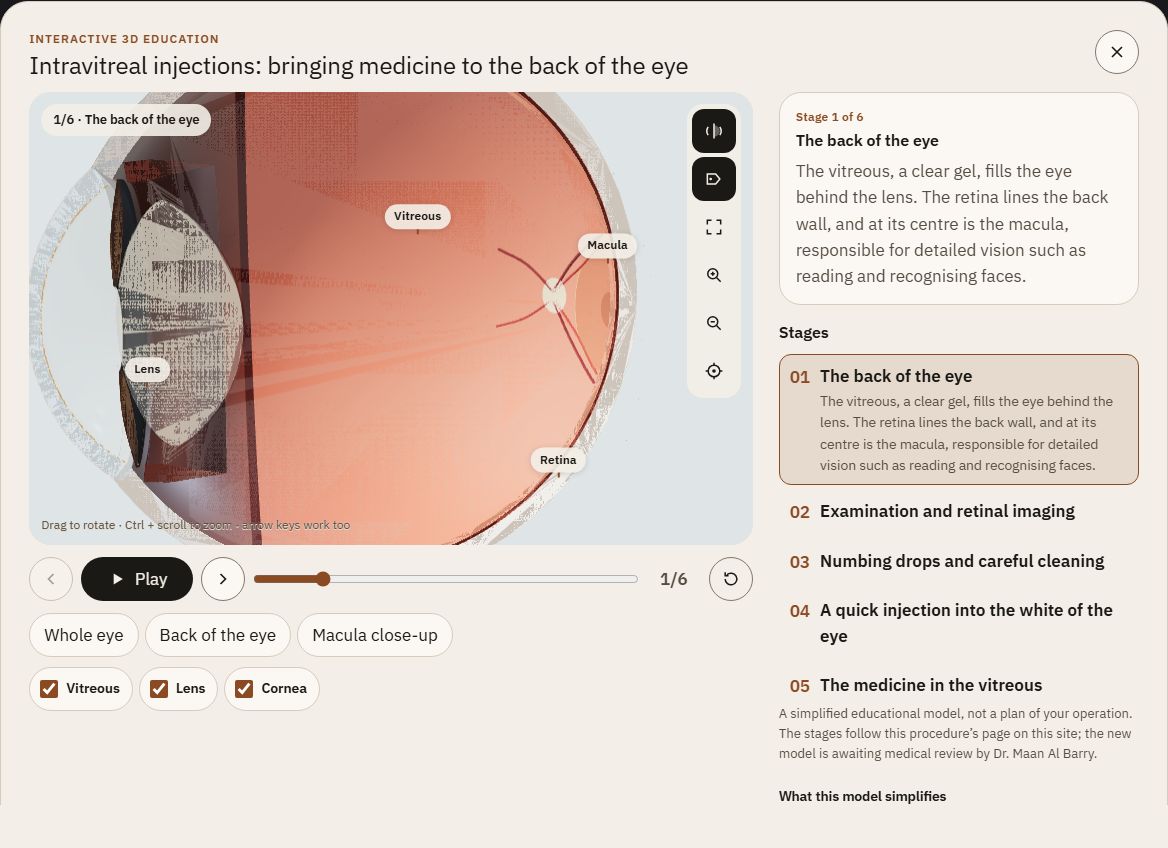 INTERACTIVE 3D EDUCATION
Intravitreal injections: bringing medicine to the back of the eye
1/6 · The back of the eye
Vitreous
Macula
Lens
Retina
Drag to rotate · Ctrl + scroll to zoom · arrow keys work too
Play
1/6
Whole eye
Back of the eye
Macula close-up
Vitreous
Lens
Cornea
Stage 1 of 6
The back of the eye
The vitreous, a clear gel, fills the eye
behind the lens. The retina lines the back
wall, and at its centre is the macula,
responsible for detailed vision such as
reading and recognising faces.
Stages
01 The back of the eye
The vitreous, a clear gel, fills the eye behind the
lens. The retina lines the back wall, and at its
centre is the macula, responsible for detailed
vision such as reading and recognising faces.
02 Examination and retinal imaging
03 Numbing drops and careful cleaning
04 A quick injection into the white of the
eye
05 The medicine in the vitreous
A simplified educational model, not a plan of your operation.
The stages follow this procedure’s page on this site; the new
model is awaiting medical review by Dr. Maan Al Barry.
What this model simplifies